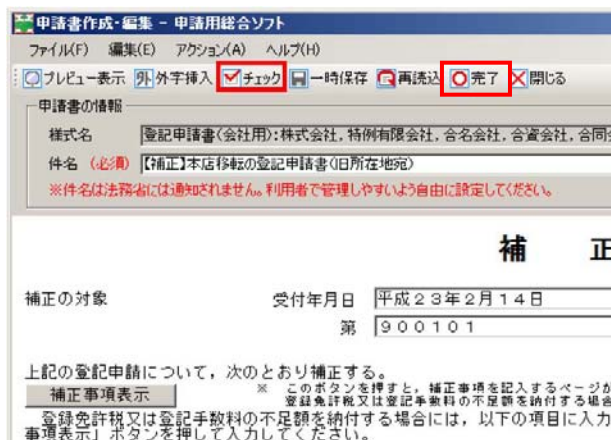 申請書作成・編集 - 申請用総合ソフト
ファイル(F) 編集(E) アクション(A) ヘルプ(H)
プレビュー表示 外 外字挿入 チェック 一時保存 再読込 完了 閉じる
申請書の情報
様式名 登記申請書(会社用):株式会社,特例有限会社,合名会社,合資会社,合同会
件名 (必須) 【補正】本店移転の登記申請書(旧所在地宛)
※件名は法務省には通知されません。利用者で管理しやすいよう自由に設定してください。
補 正
補正の対象 受付年月日 平成23年2月14日
第 900101
上記の登記申請について,次のとおり補正する。
補正事項表示 ※ このボタンを押すと,補正事項を記入するページが
登録免許税又は登記手数料の不足額を納付する場合
登録免許税又は登記手数料の不足額を納付する場合には,以下の項目に入力
事項表示」ボタンを押して入力してください。